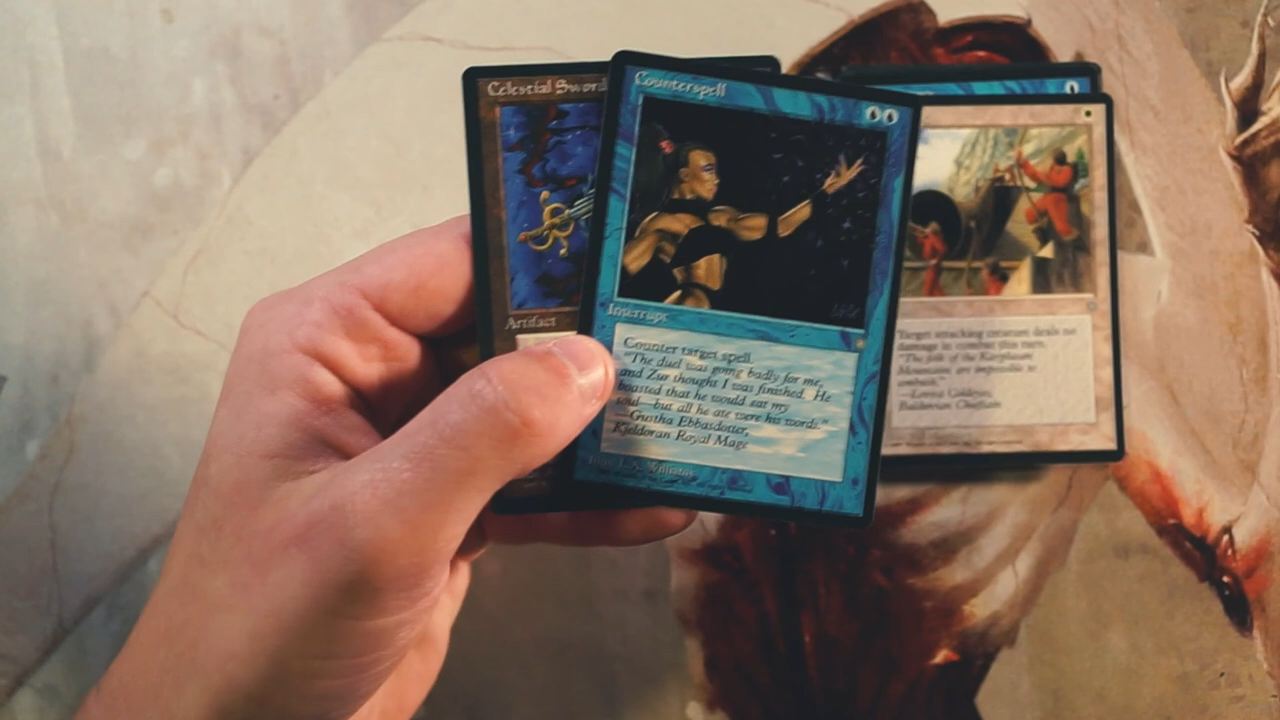 Celestial Sword
Artifact
Counterspell
Interrupt
Counter target spell.
"The duel was going badly for me,
and Zur thought I was finished. He
boasted that he would eat my
soul—but all he ate were his words."
—Gustha Ebbasdotter,
Kjeldoran Royal Mage
Illus. L. A. Williams
Target attacking creature deals no
damage in combat this turn.
"The folk of the Karplusan
Mountains are impossible to
ambush."
—Lovisa Coldeyes,
Balduvian Chieftain